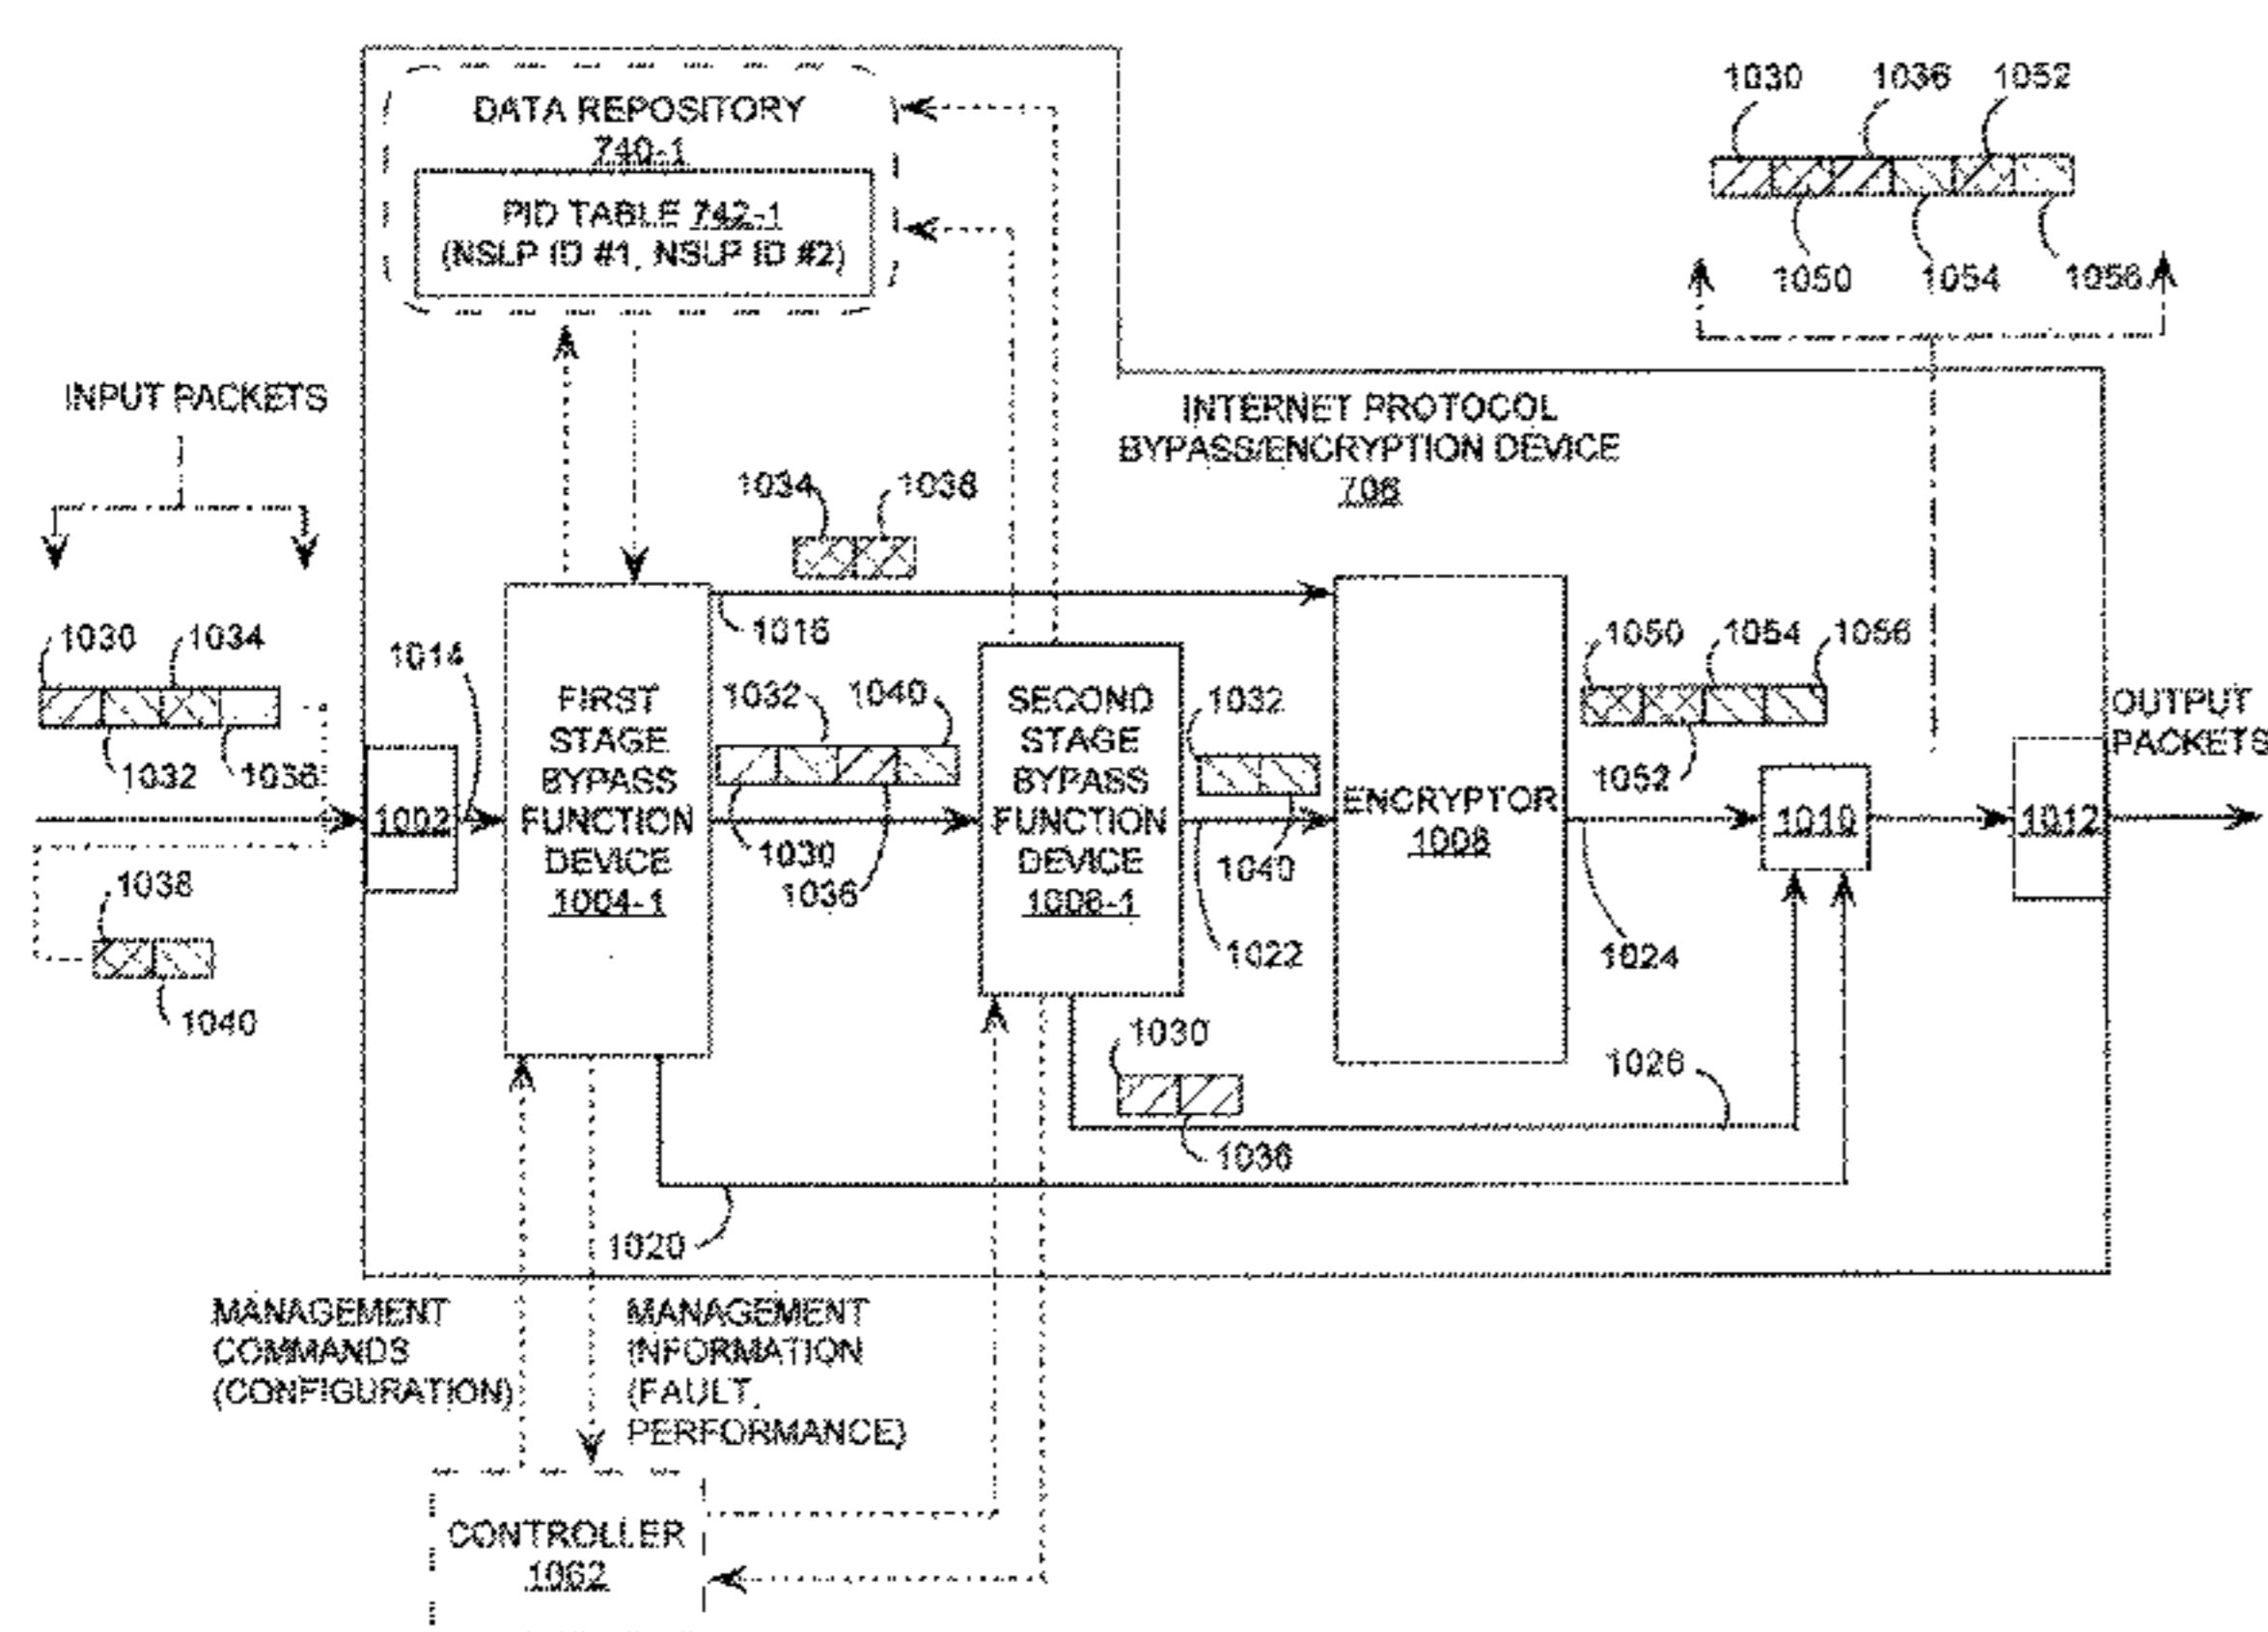 1030 1036 1052
DATA REPOSITORY
740-1
PID TABLE 742-1
(NSLP ID #1, NSLP ID #2)
1050 1054 1056
INPUT PACKETS
INTERNET PROTOCOL
BYPASS/ENCRYPTION DEVICE
706
1034 1038
1016
1030 1034
1014
1032 1036
1032 1040
1030
1036
1032
1040
1050 1054 1056
1052
OUTPUT
PACKETS
1002
FIRST
STAGE
BYPASS
FUNCTION
DEVICE
1004-1
SECOND
STAGE
BYPASS
FUNCTION
DEVICE
1006-1
ENCRYPTOR
1008
1010
1012
1038
1040
1022
1024
1030
1036
1026
1020
MANAGEMENT
COMMANDS
(CONFIGURATION)
MANAGEMENT
INFORMATION
(FAULT,
PERFORMANCE)
CONTROLLER
1062